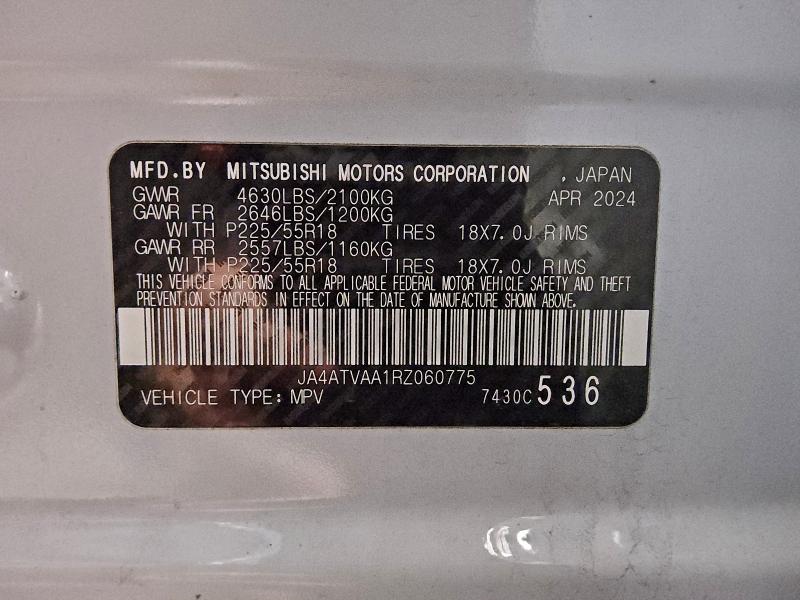 MFD.BY MITSUBISHI MOTORS CORPORATION , JAPAN
GWWR 4630LBS/2100KG APR 2024
GAWR FR 2646LBS/1200KG
WITH P225/55R18 TIRES 18X7.0J RIMS
GAWR RR 2557LBS/1160KG
WITH P225/55R18 TIRES 18X7.0J RIMS
THIS VEHICLE CONFORMS TO ALL APPLICABLE FEDERAL MOTOR VEHICLE SAFETY AND THEFT
PREVENTION STANDARDS IN EFFECT ON THE DATE OF MANUFACTURE SHOWN ABOVE.
JA4ATVAA1RZ060775
VEHICLE TYPE: MPV 7430C 536